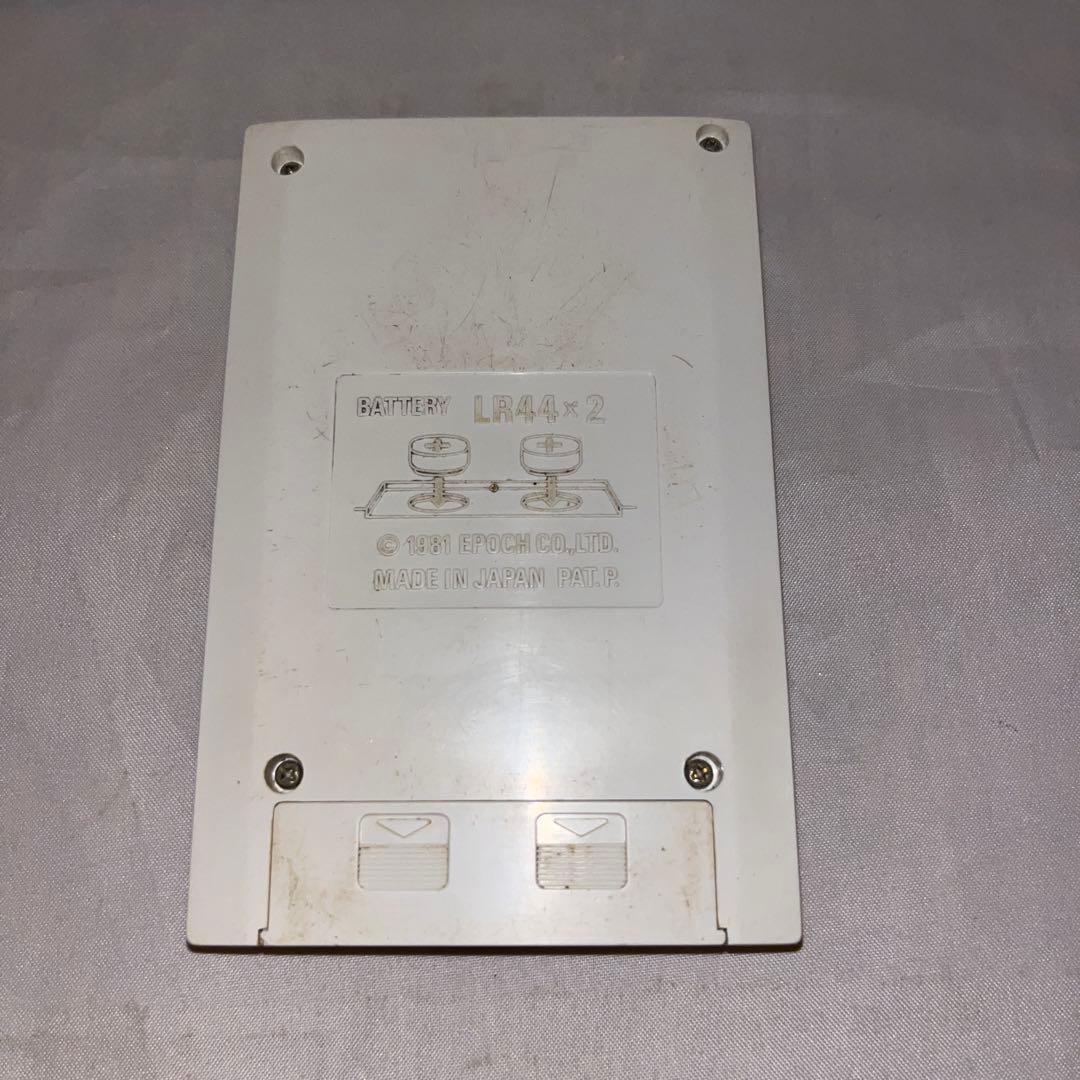 BATTERY LR44×2
© 1981 EPOCH CO.,LTD.
MADE IN JAPAN PAT. P.